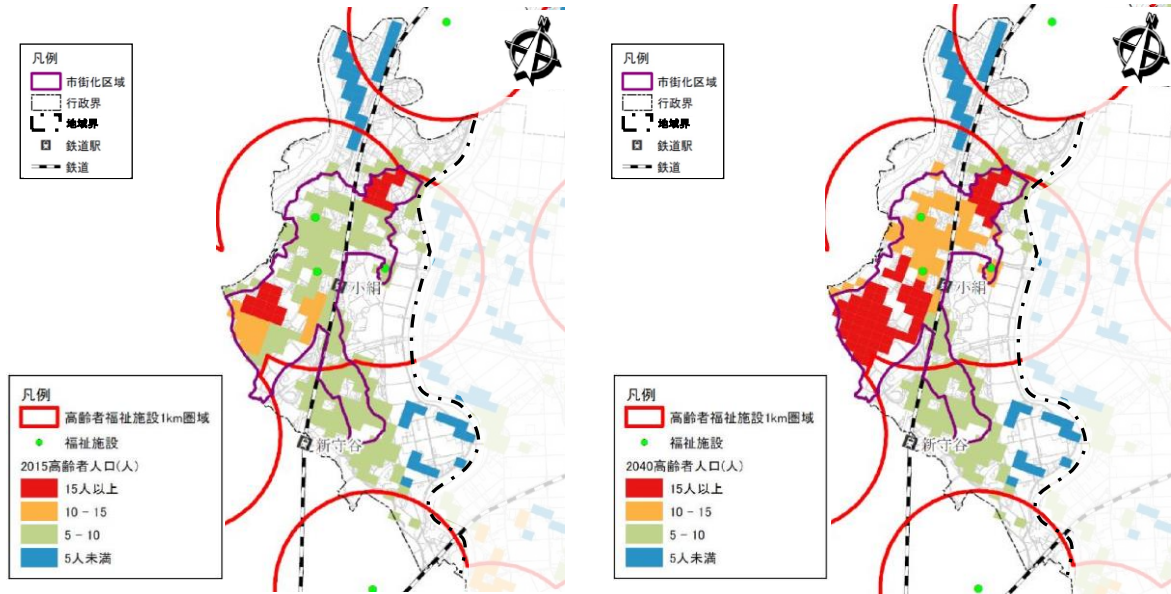 凡例
市街化区域
行政界
地域界
鉄道駅
鉄道
小絹
新守谷
凡例
高齢者福祉施設1km圏域
福祉施設
2015高齢者人口(人)
15人以上
10 - 15
5 - 10
5人未満
凡例
市街化区域
行政界
地域界
鉄道駅
鉄道
小絹
新守谷
凡例
高齢者福祉施設1km圏域
福祉施設
2040高齢者人口(人)
15人以上
10 - 15
5 - 10
5人未満